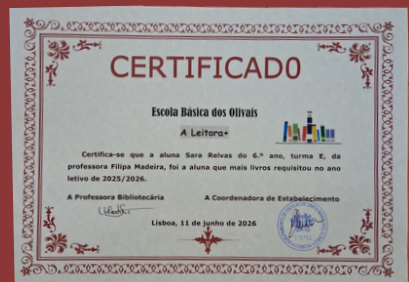 CERTIFICADO
Escola Básica dos Olivais
A Leitora+
Certifica-se que a aluna Sara Relvas do 6.º ano, turma E, da
professora Filipa Madeira, foi a aluna que mais livros requisitou no ano
letivo de 2025/2026.
A Professora Bibliotecária A Coordenadora de Estabelecimento
Lisboa, 11 de junho de 2026